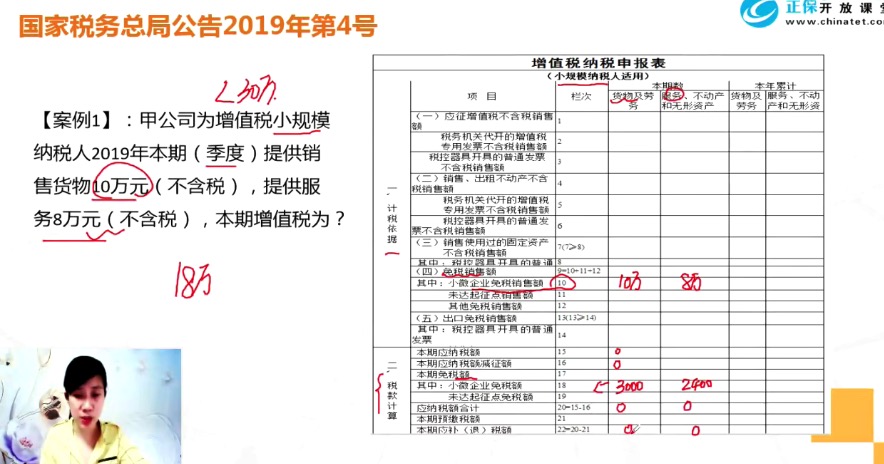 国家税务总局公告2019年第4号
正保开放课堂
www.chinatet.com
<30万
【案例1】：甲公司为增值税小规模
纳税人2019年本期（季度）提供销
售货物10万元（不含税），提供服
务8万元（不含税），本期增值税为？
18万
增值税纳税申报表
（小规模纳税人适用）
项 目 栏次 本期数 本年累计
货物及劳务 服务、不动产和无形资产 货物及劳务 服务、不动产和无形资
一、计税依据
（一）应征增值税不含税销售额 1
税务机关代开的增值税专用发票不含税销售额 2
税控器具开具的普通发票不含税销售额 3
（二）销售、出租不动产不含税销售额 4
税务机关代开的增值税专用发票不含税销售额 5
税控器具开具的普通发票不含税销售额 6
（三）销售使用过的固定资产不含税销售额 7(7≥8)
其中：税控器具开具的普通 8
（四）免税销售额 9=10+11+12
其中：小微企业免税销售额 10 10万 8万
未达起征点销售额 11
其他免税销售额 12
（五）出口免税销售额 13(13≥14)
其中：税控器具开具的普通发票 14
二、税款计算
本期应纳税额 15 0
本期应纳税额减征额 16 0
本期免税额 17
其中：小微企业免税额 18 3000 2400
未达起征点免税额 19
应纳税额合计 20=15-16 0 0
本期预缴税额 21
本期应补（退）税额 22=20-21 0 0